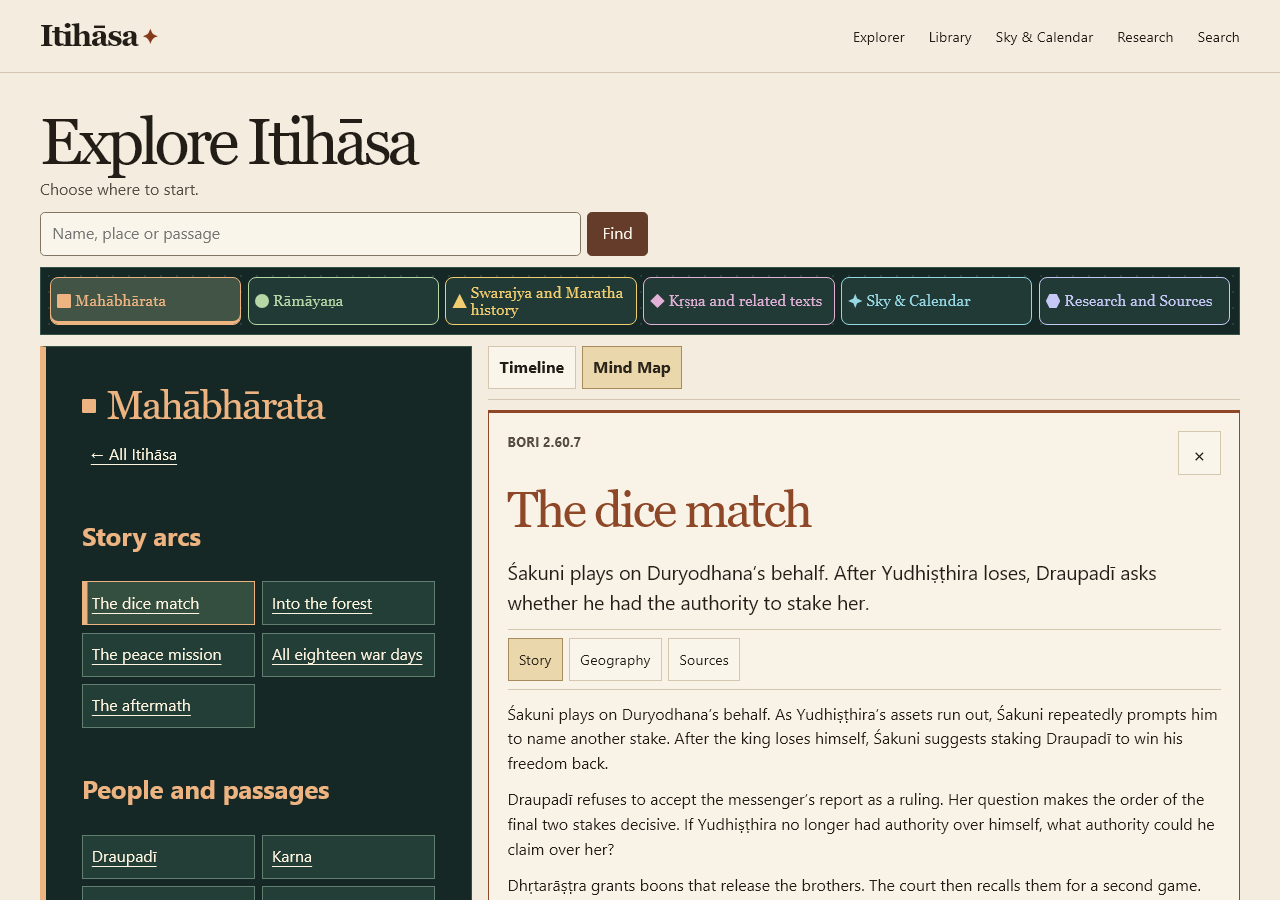 Itihāsa
Explorer
Library
Sky & Calendar
Research
Search
Explore Itihāsa
Choose where to start.
Name, place or passage
Find
Mahābhārata
Rāmāyaṇa
Swarajya and Maratha
history
Kṛṣṇa and related texts
Sky & Calendar
Research and Sources
Mahābhārata
← All Itihāsa
Story arcs
The dice match
Into the forest
The peace mission
All eighteen war days
The aftermath
People and passages
Draupadī
Karna
Timeline
Mind Map
BORI 2.60.7
×
The dice match
Śakuni plays on Duryodhana’s behalf. After Yudhiṣṭhira loses, Draupadī asks
whether he had the authority to stake her.
Story
Geography
Sources
Śakuni plays on Duryodhana’s behalf. As Yudhiṣṭhira’s assets run out, Śakuni repeatedly prompts him
to name another stake. After the king loses himself, Śakuni suggests staking Draupadī to win his
freedom back.
Draupadī refuses to accept the messenger’s report as a ruling. Her question makes the order of the
final two stakes decisive. If Yudhiṣṭhira no longer had authority over himself, what authority could he
claim over her?
Dhṛtarāṣṭra grants boons that release the brothers. The court then recalls them for a second game.